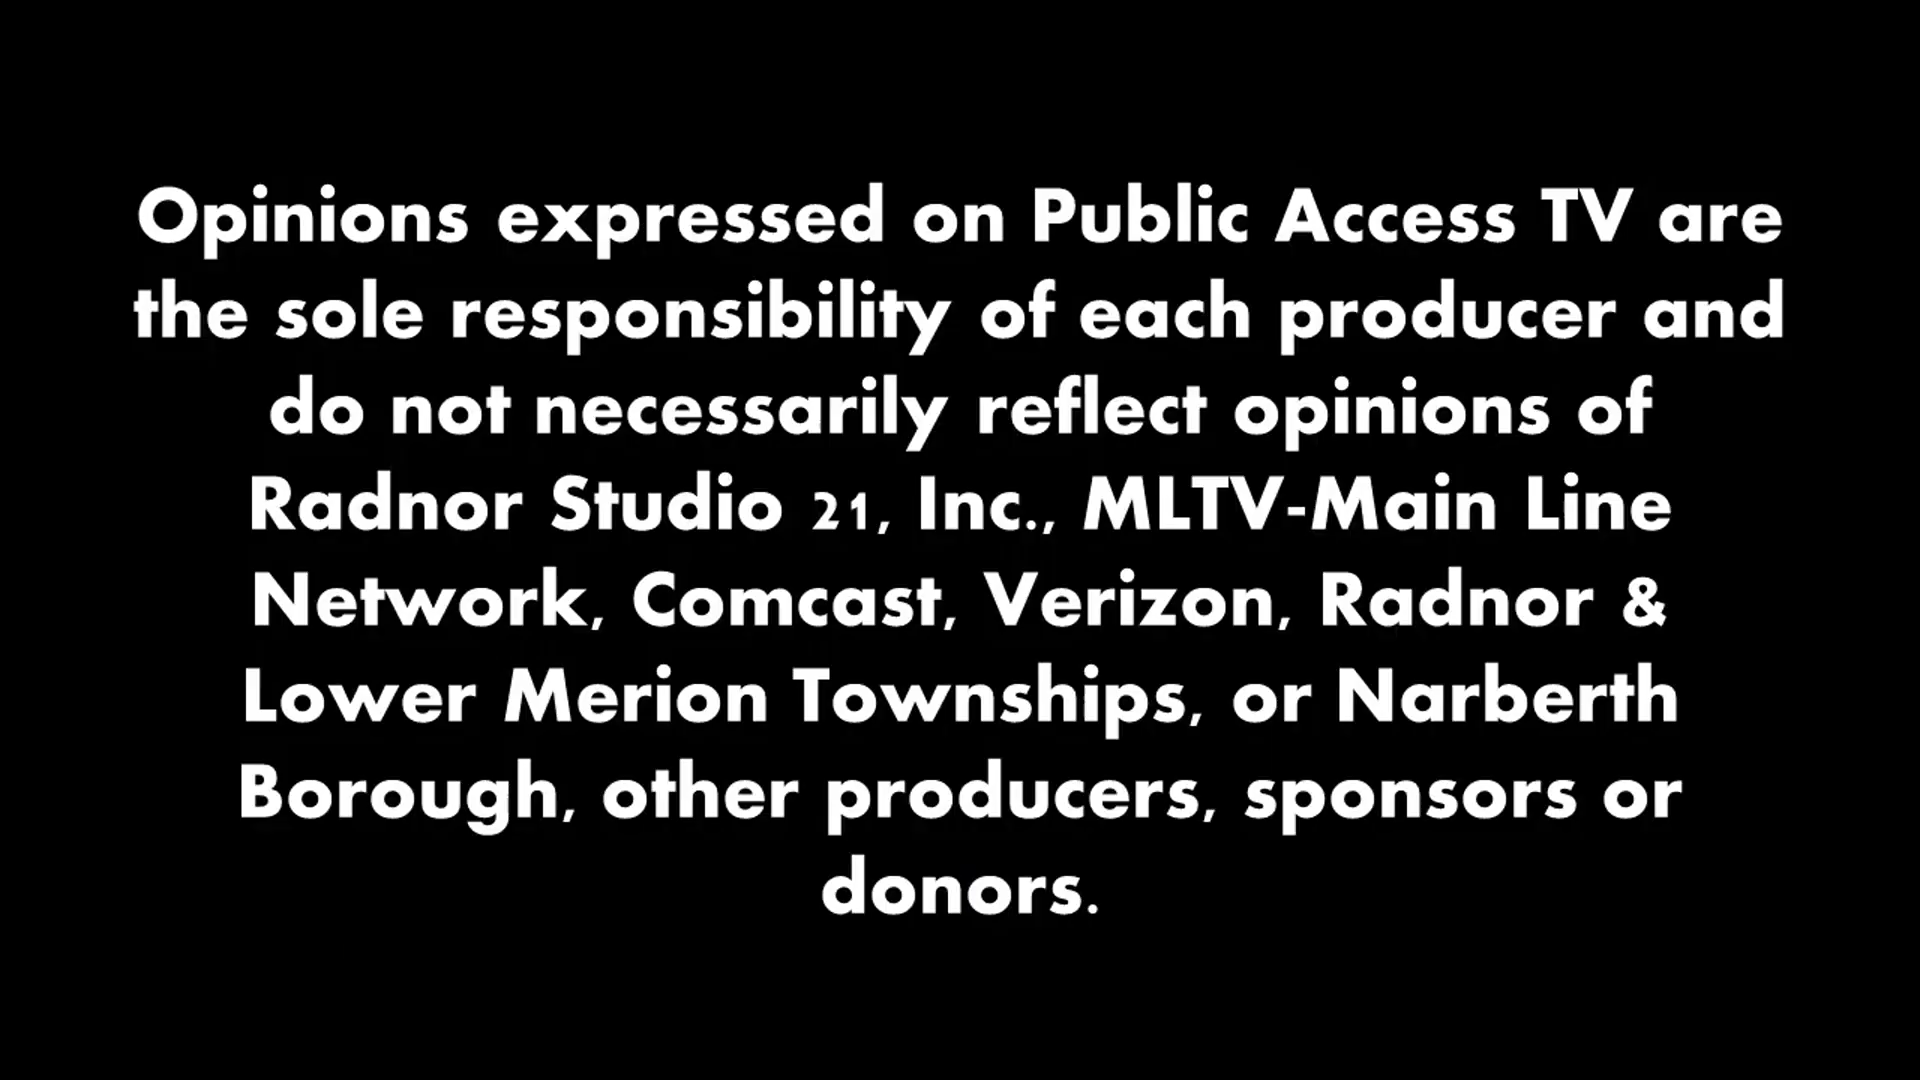 Opinions expressed on Public Access TV are
the sole responsibility of each producer and
do not necessarily reflect opinions of
Radnor Studio 21, Inc., MLTV-Main Line
Network, Comcast, Verizon, Radnor &
Lower Merion Townships, or Narberth
Borough, other producers, sponsors or
donors.